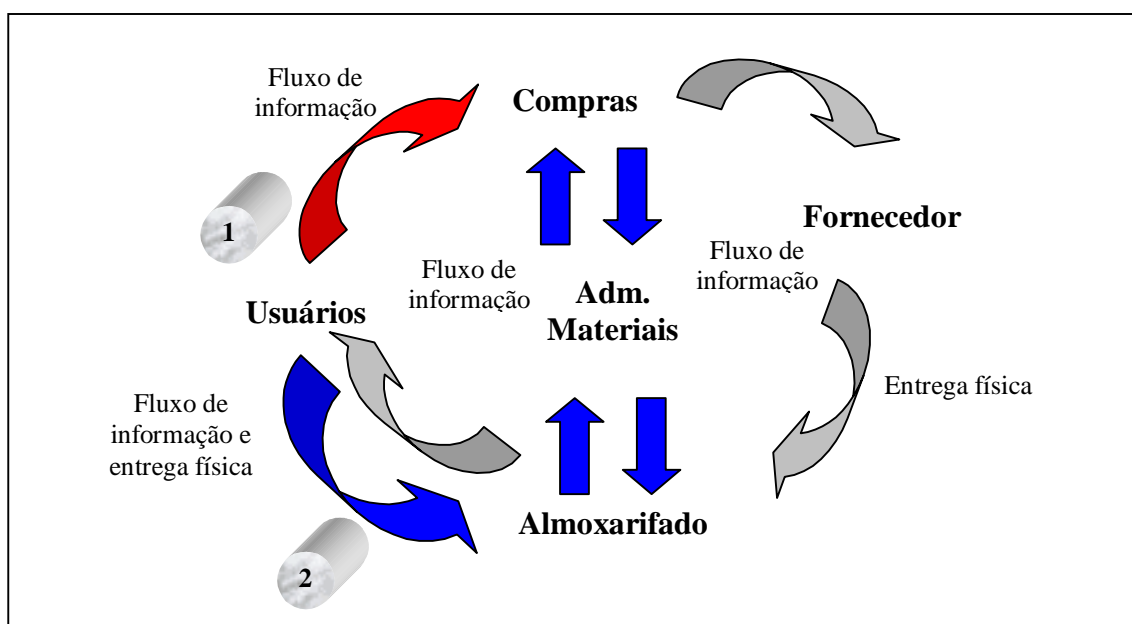 Fluxo de
informação
Compras
1
Fornecedor
Fluxo de
informação
Fluxo de
informação
Adm.
Materiais
Usuários
Entrega física
Fluxo de
informação e
entrega física
Almoxarifado
2